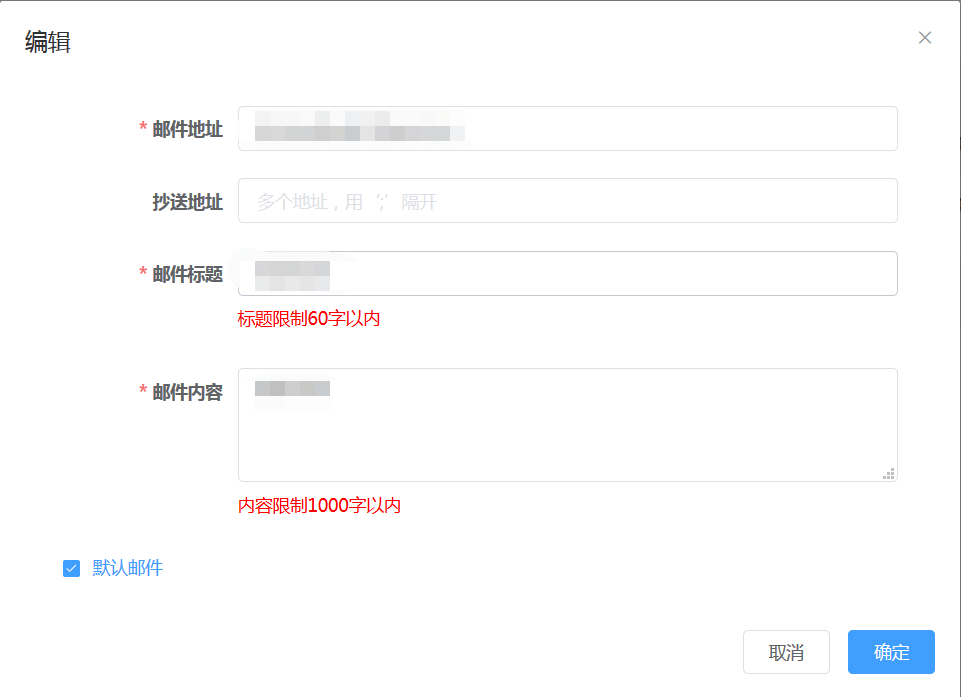 编辑
* 邮件地址
抄送地址 多个地址，用‘;’隔开
* 邮件标题
标题限制60字以内
* 邮件内容
内容限制1000字以内
默认邮件
取消 确定